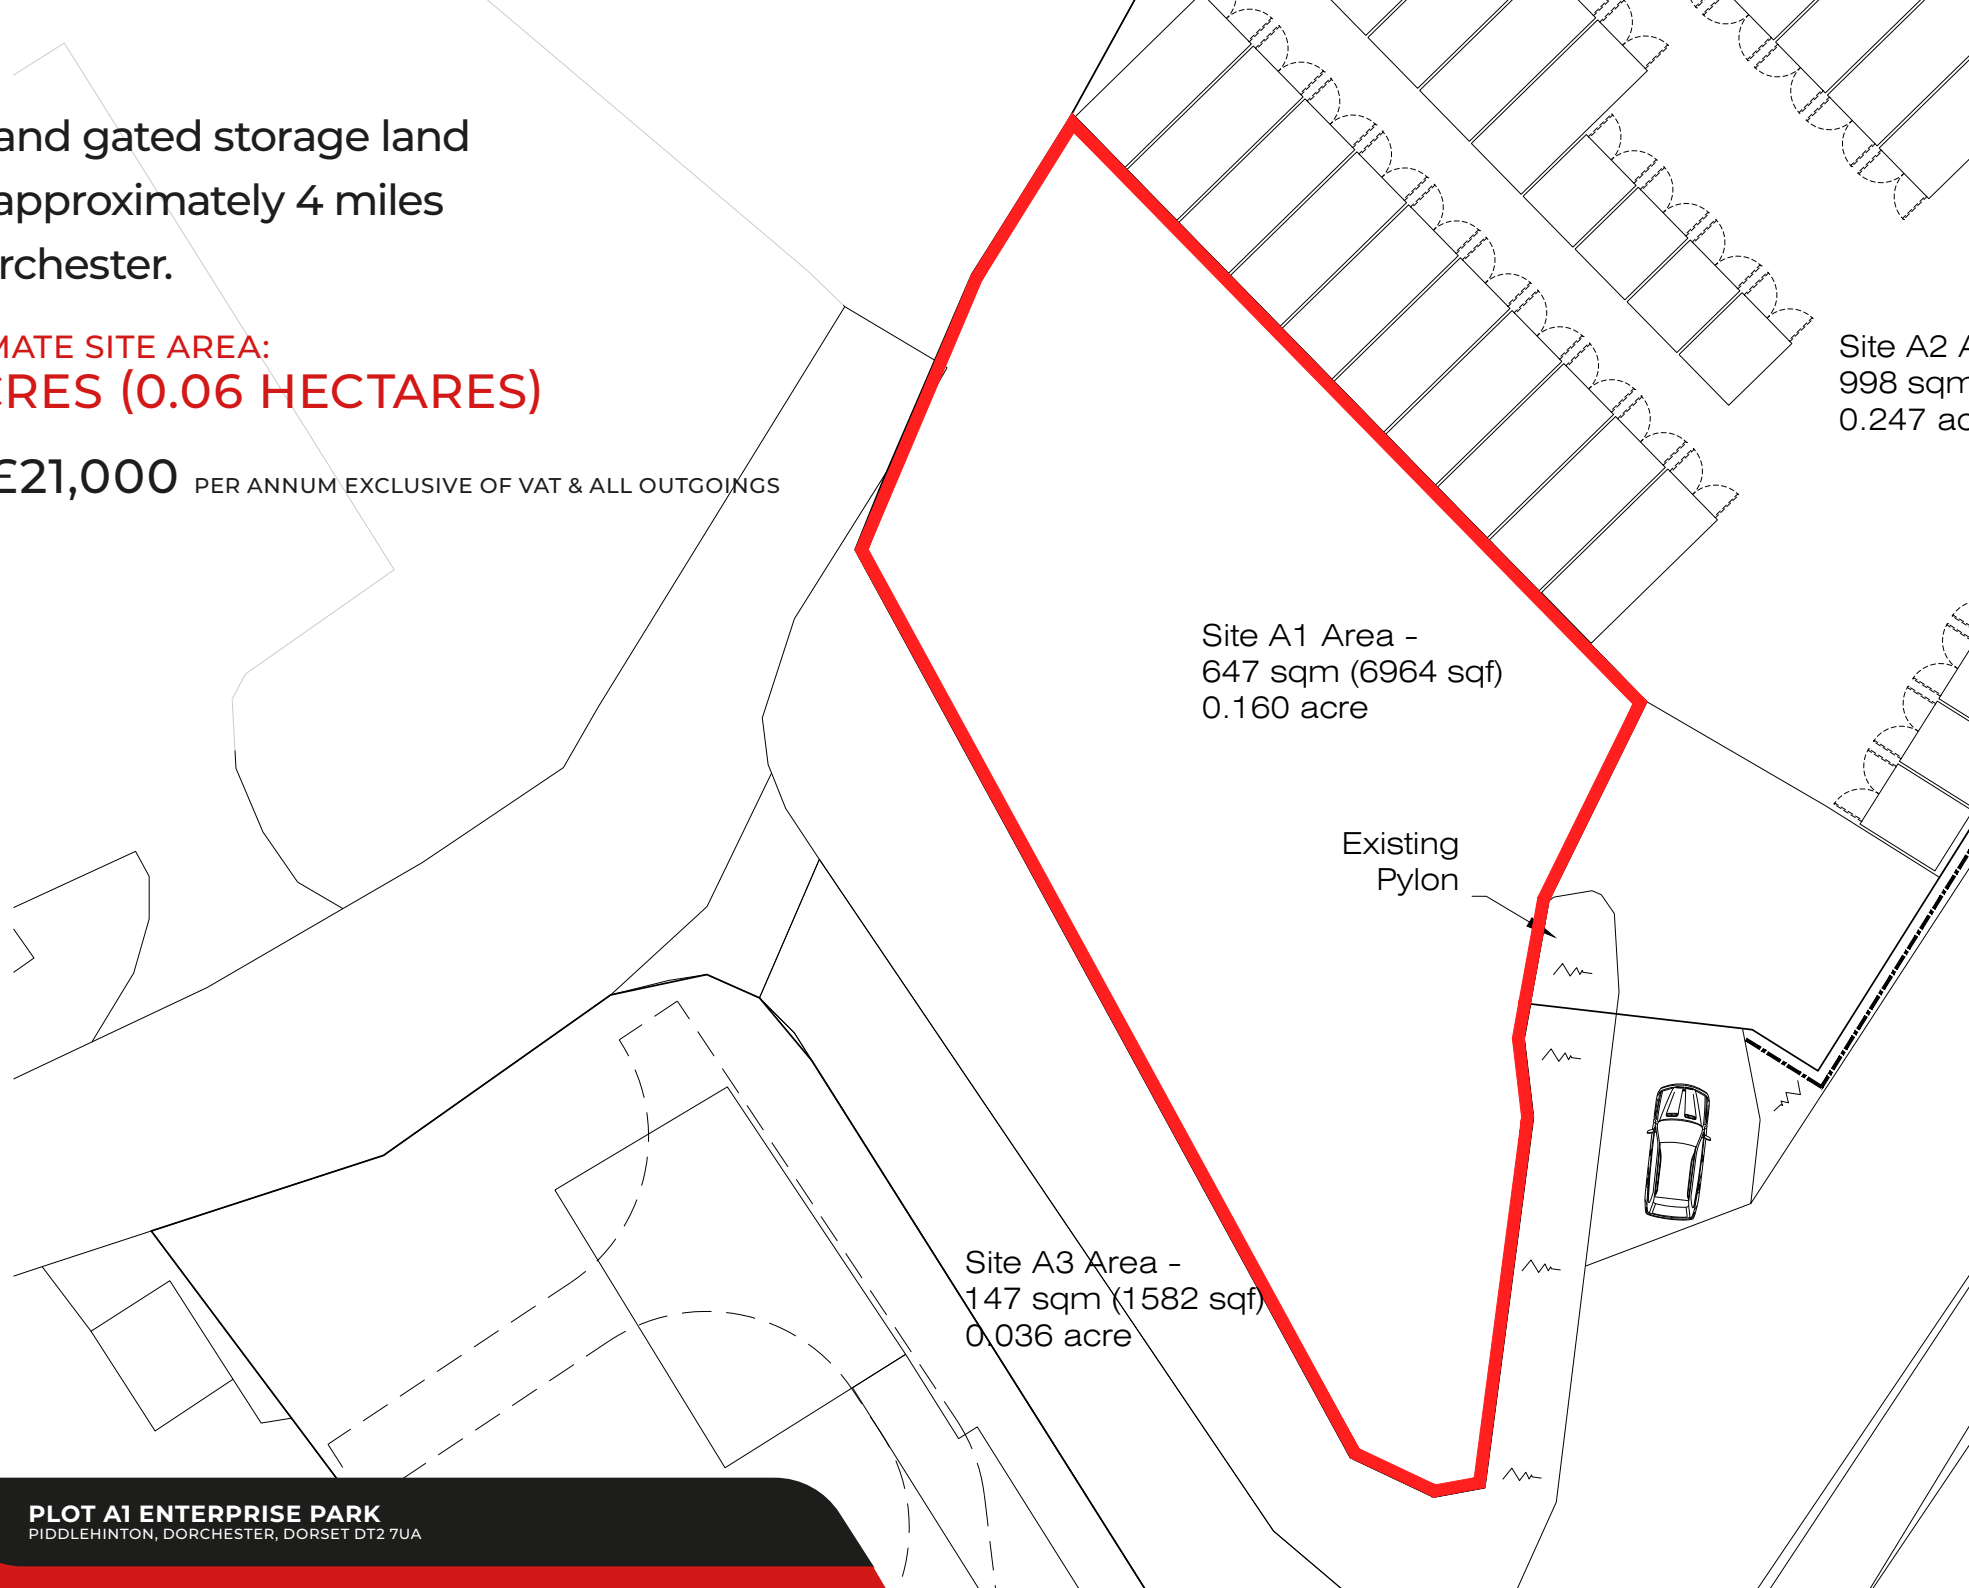 and gated storage land
approximately 4 miles
rchester.
MATE SITE AREA:
CRES (0.06 HECTARES)
£21,000 PER ANNUM EXCLUSIVE OF VAT & ALL OUTGOINGS
Site A2 A
998 sqm
0.247 ac
Site A1 Area -
647 sqm (6964 sqf)
0.160 acre
Existing
Pylon
Site A3 Area -
147 sqm (1582 sqf)
0.036 acre
PLOT A1 ENTERPRISE PARK
PIDDLEHINTON, DORCHESTER, DORSET DT2 7UA